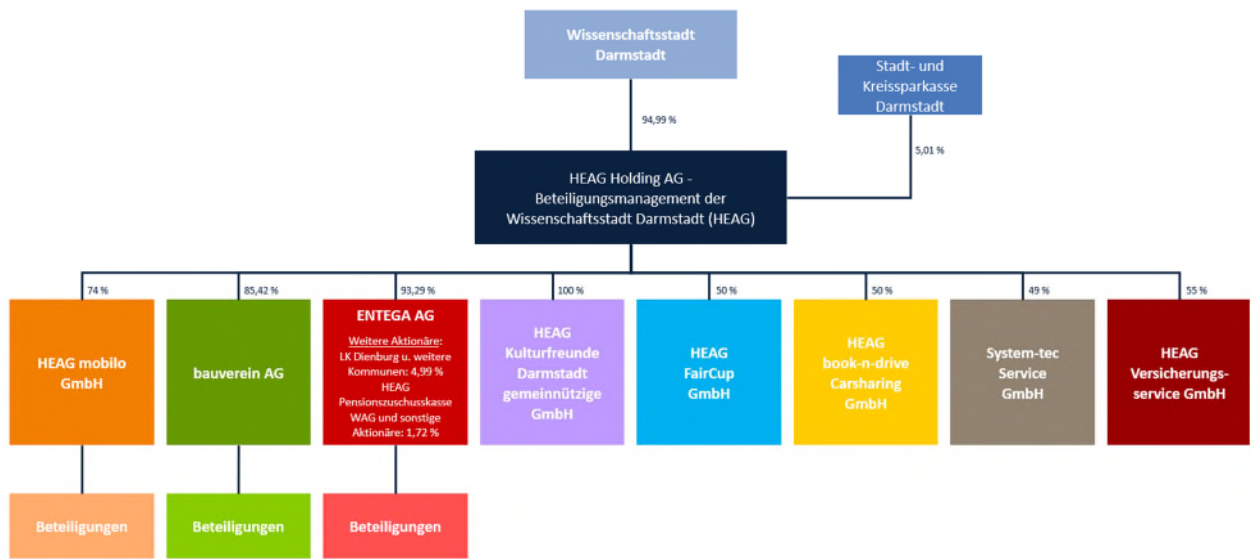 Wissenschaftsstadt
Darmstadt
Stadt- und
Kreissparkasse
Darmstadt
94,99 %
5,01 %
HEAG Holding AG -
Beteiligungsmanagement der
Wissenschaftsstadt Darmstadt (HEAG)
74 %
85,42 %
93,29 %
100 %
50 %
50 %
49 %
55 %
HEAG mobilo
GmbH
bauverein AG
ENTEGA AG
Weitere Aktionäre:
LK Dienburg u. weitere
Kommunen: 4,99 %
HEAG
Pensionszuschusskasse
WAG und sonstige
Aktionäre: 1,72 %
HEAG
Kulturfreunde
Darmstadt
gemeinnützige
GmbH
HEAG
FairCup
GmbH
HEAG
book-n-drive
Carsharing
GmbH
System-tec
Service
GmbH
HEAG
Versicherungs-
service GmbH
Beteiligungen
Beteiligungen
Beteiligungen